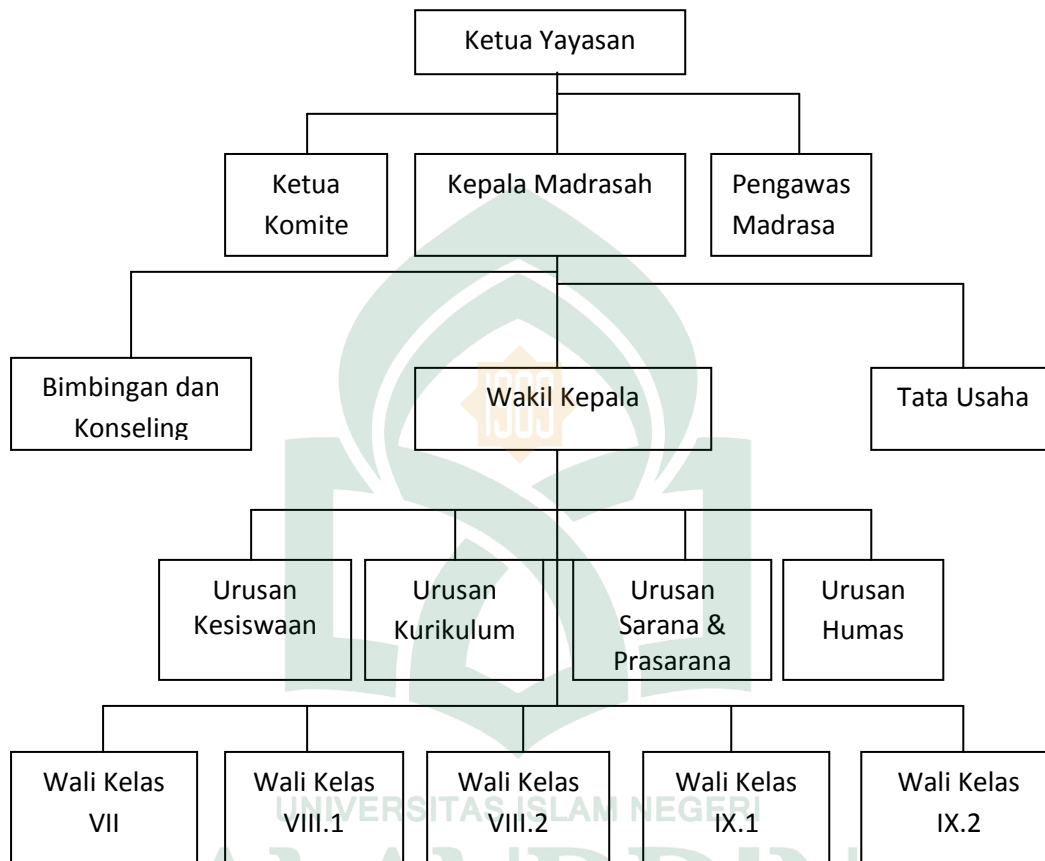 Ketua Yayasan
Ketua
Komite
Kepala Madrasah
Pengawas
Madrasa
Bimbingan dan
Konseling
Wakil Kepala
Tata Usaha
1909
Urusan
Kesiswaan
Urusan
Kurikulum
Urusan
Sarana &
Prasarana
Urusan
Humas
Wali Kelas
VII
Wali Kelas
VIII.1
Wali Kelas
VIII.2
Wali Kelas
IX.1
Wali Kelas
IX.2
UNIVERSITAS ISLAM NEGERI